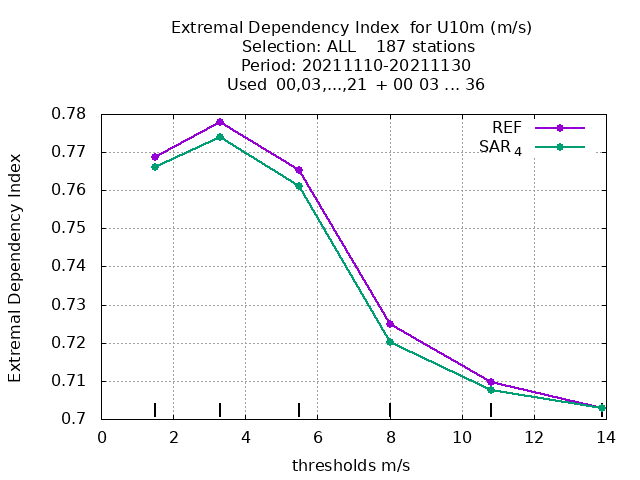 Extremal Dependency Index  for U10m (m/s)
Selection: ALL    187 stations
Period: 20211110-20211130
Used  00,03,...,21  + 00 03 ... 36
REF
SAR 4
0.78
0.77
0.76
0.75
0.74
0.73
0.72
0.71
0.7
Extremal Dependency Index
0 2 4 6 8 10 12 14
thresholds m/s